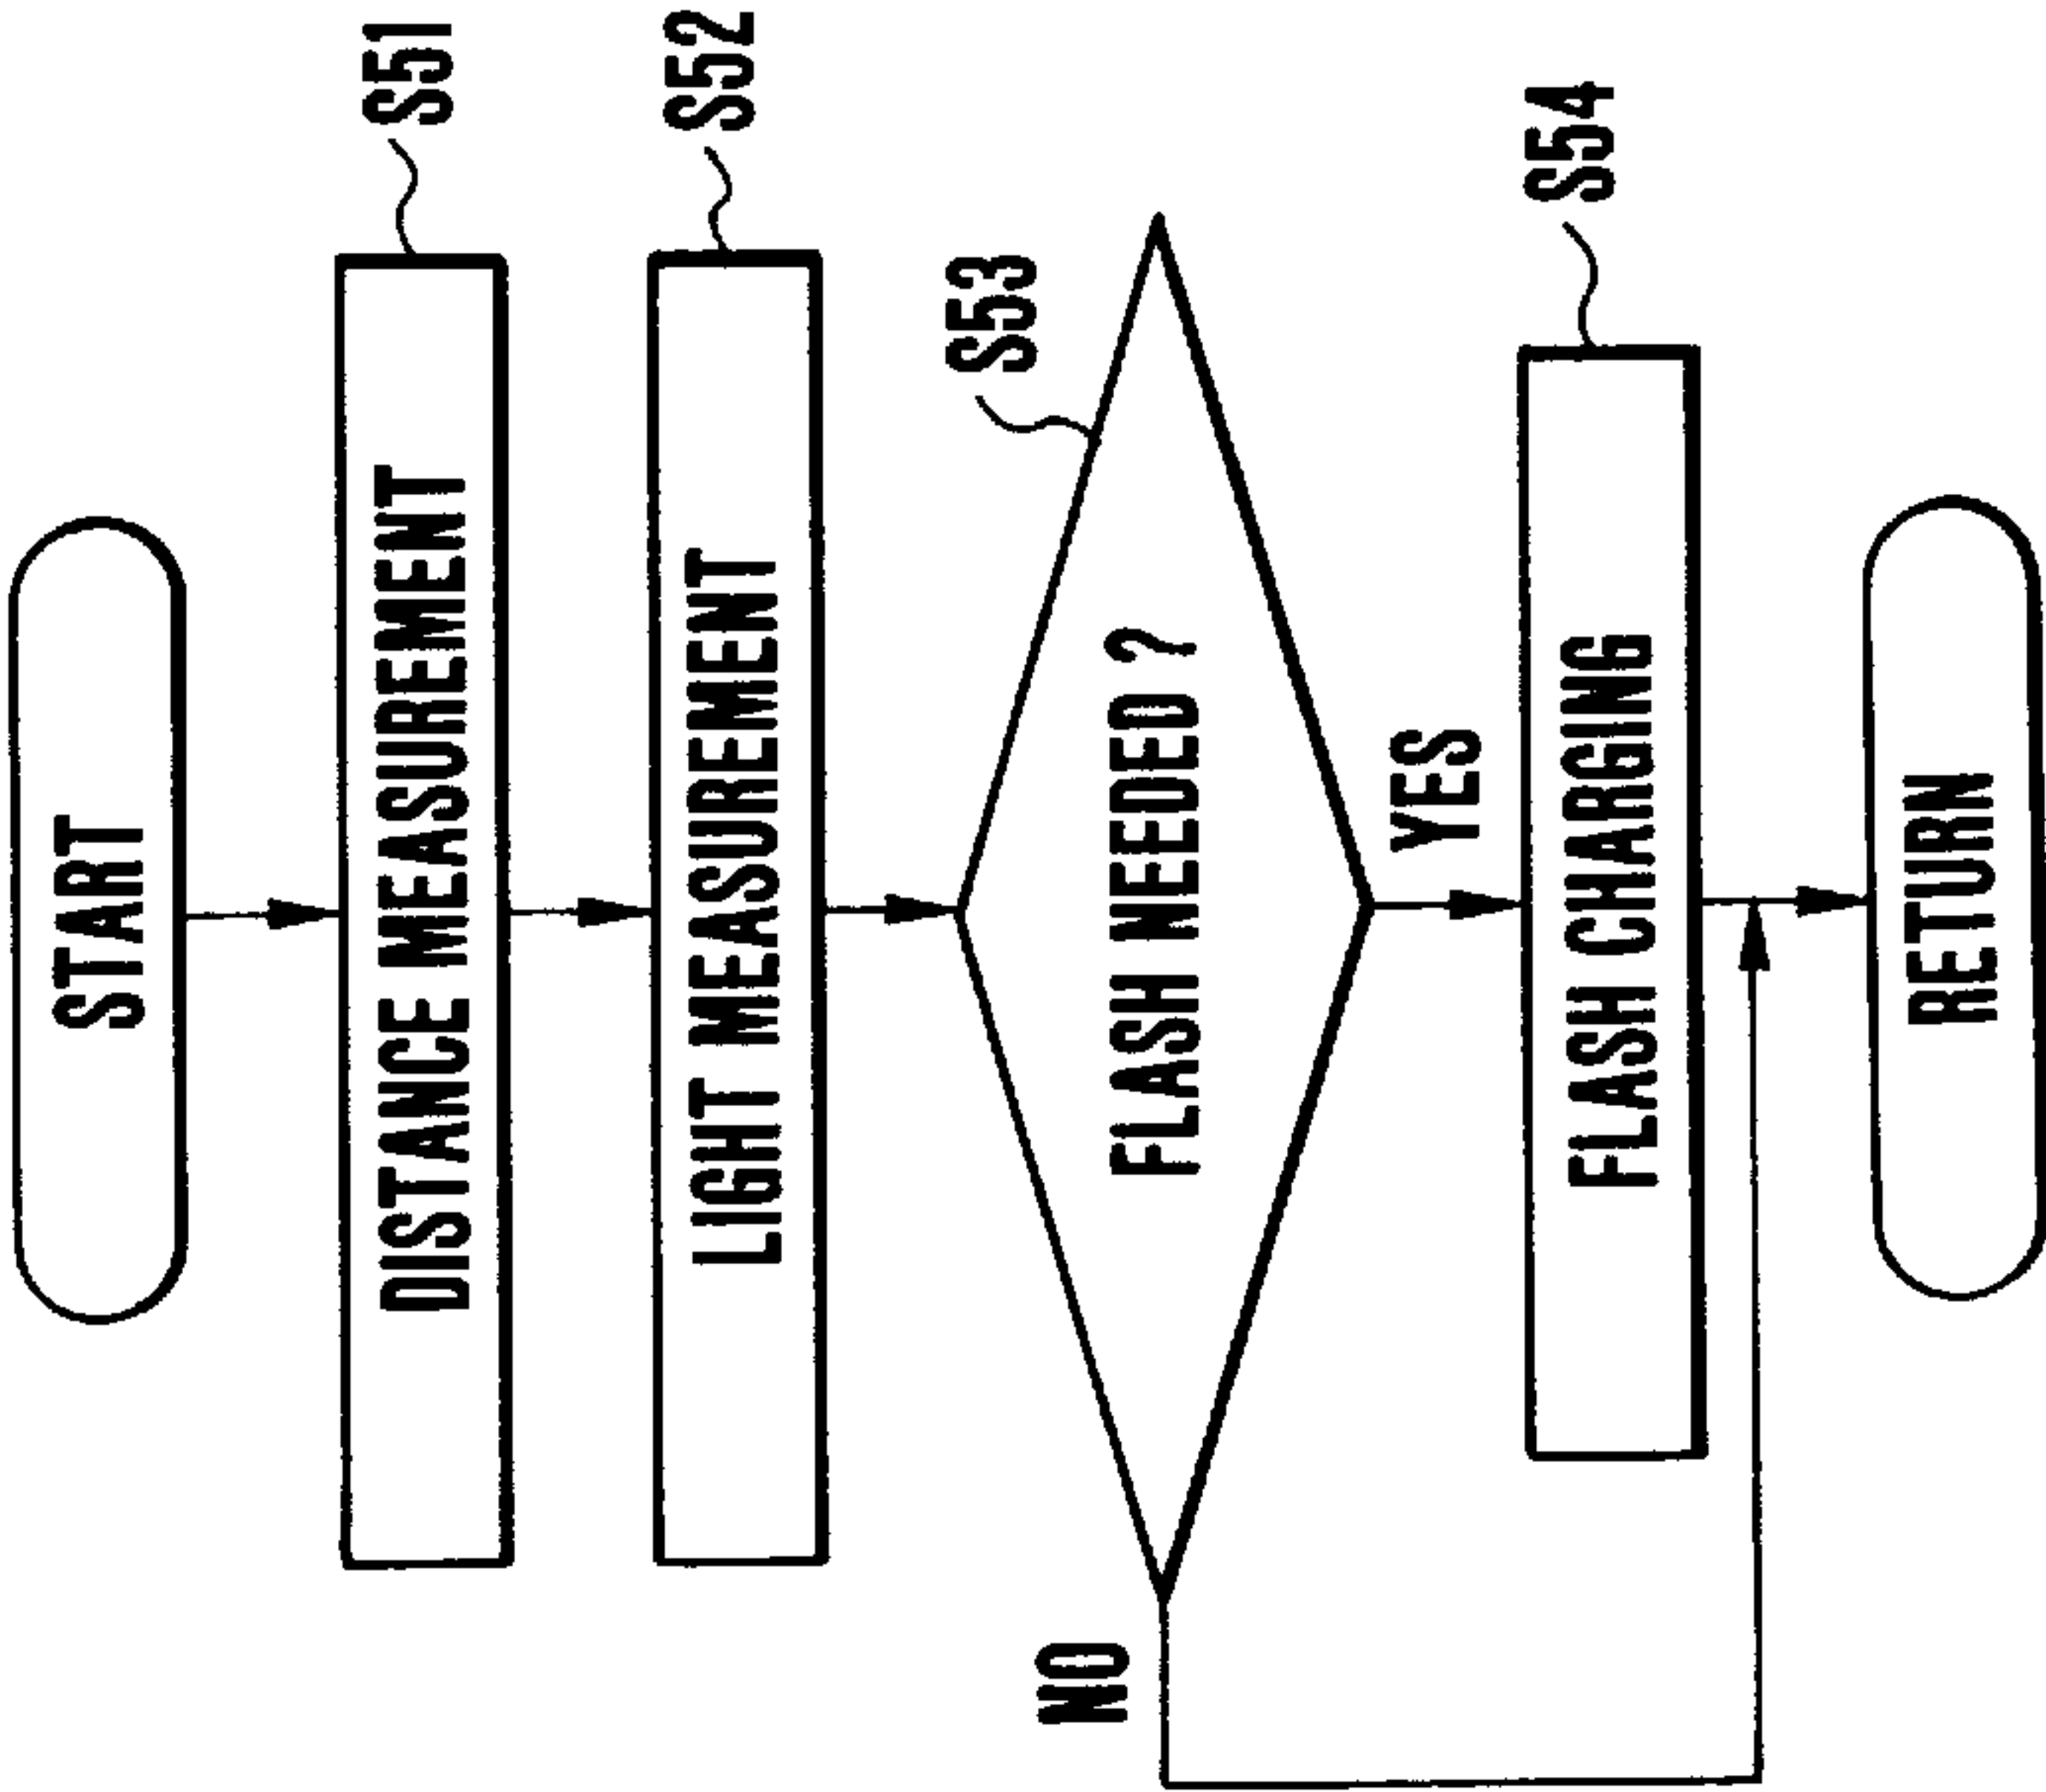 START
DISTANCE MEASUREMENT
S51
LIGHT MEASUREMENT
S52
FLASH NEEDED ?
S53
NO
YES
FLASH CHARGING
S54
RETURN